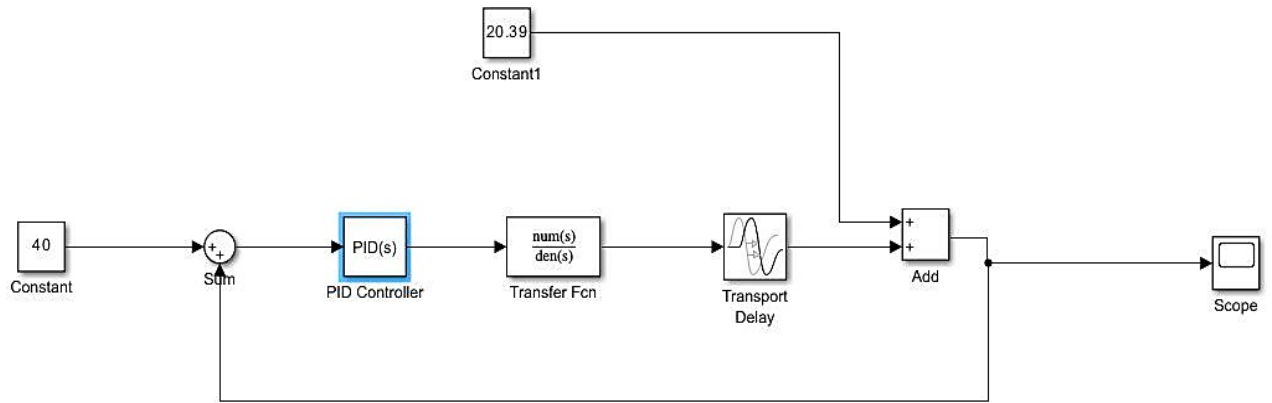 20.39
Constant1
40
Constant
+
+
Sum
PID(s)
PID Controller
num(s)
den(s)
Transfer Fcn
Transport
Delay
+
+
Add
Scope